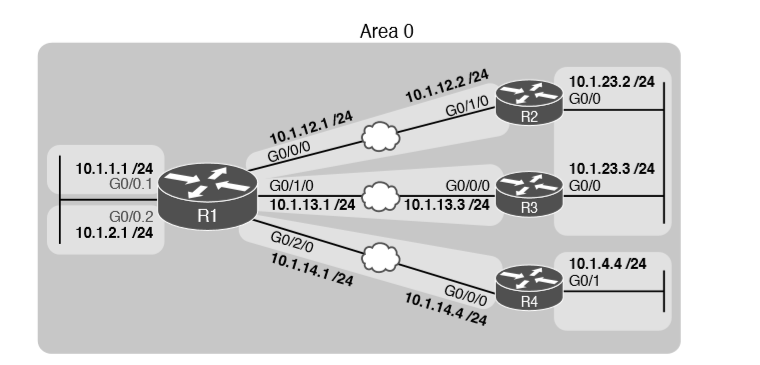 Area 0
10.1.1.1 /24
G0/0.1
G0/0.2
10.1.2.1 /24
R1
10.1.12.1 /24
G0/0/0
10.1.12.2 /24
G0/1/0
R2
10.1.23.2 /24
G0/0
G0/1/0
10.1.13.1 /24
G0/0/0
10.1.13.3 /24
R3
10.1.23.3 /24
G0/0
G0/2/0
10.1.14.1 /24
G0/0/0
10.1.14.4 /24
R4
10.1.4.4 /24
G0/1